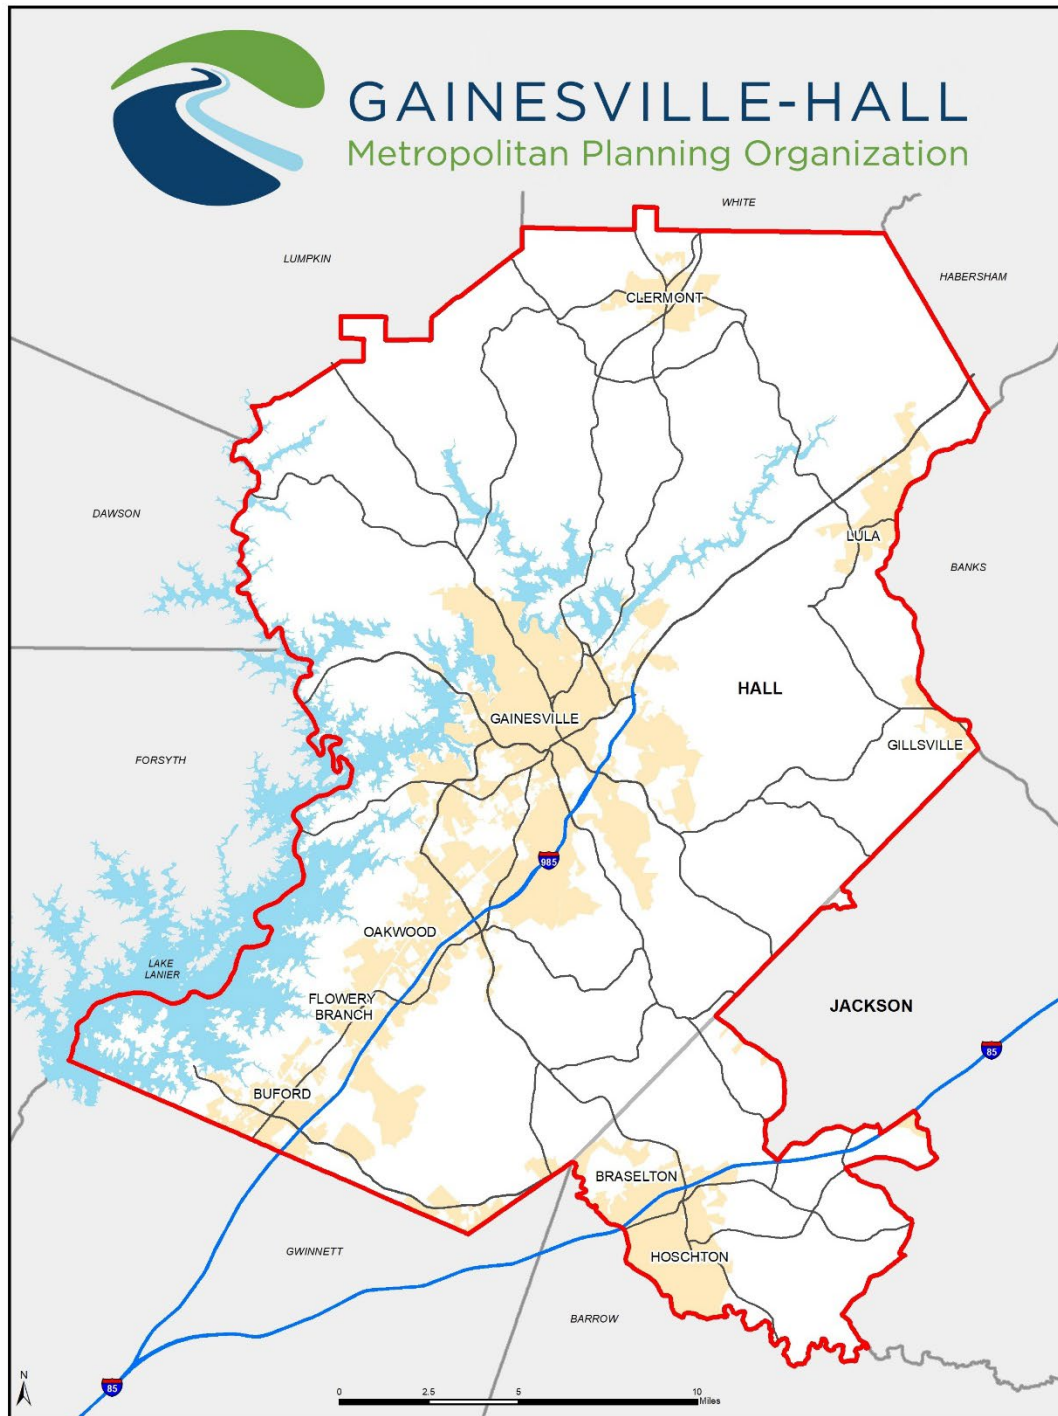 GAINESVILLE-HALL
Metropolitan Planning Organization
WHITE
LUMPKIN
HABERSHAM
CLERMONT
DAWSON
LULA
BANKS
HALL
GAINESVILLE
GILLSVILLE
FORSYTH
985
OAKWOOD
LAKE
LANIER
FLOWERY
BRANCH
JACKSON
85
BUFORD
BRASELTON
GWINNETT
HOSCHTON
BARROW
N
85
0 2.5 5 10
Miles